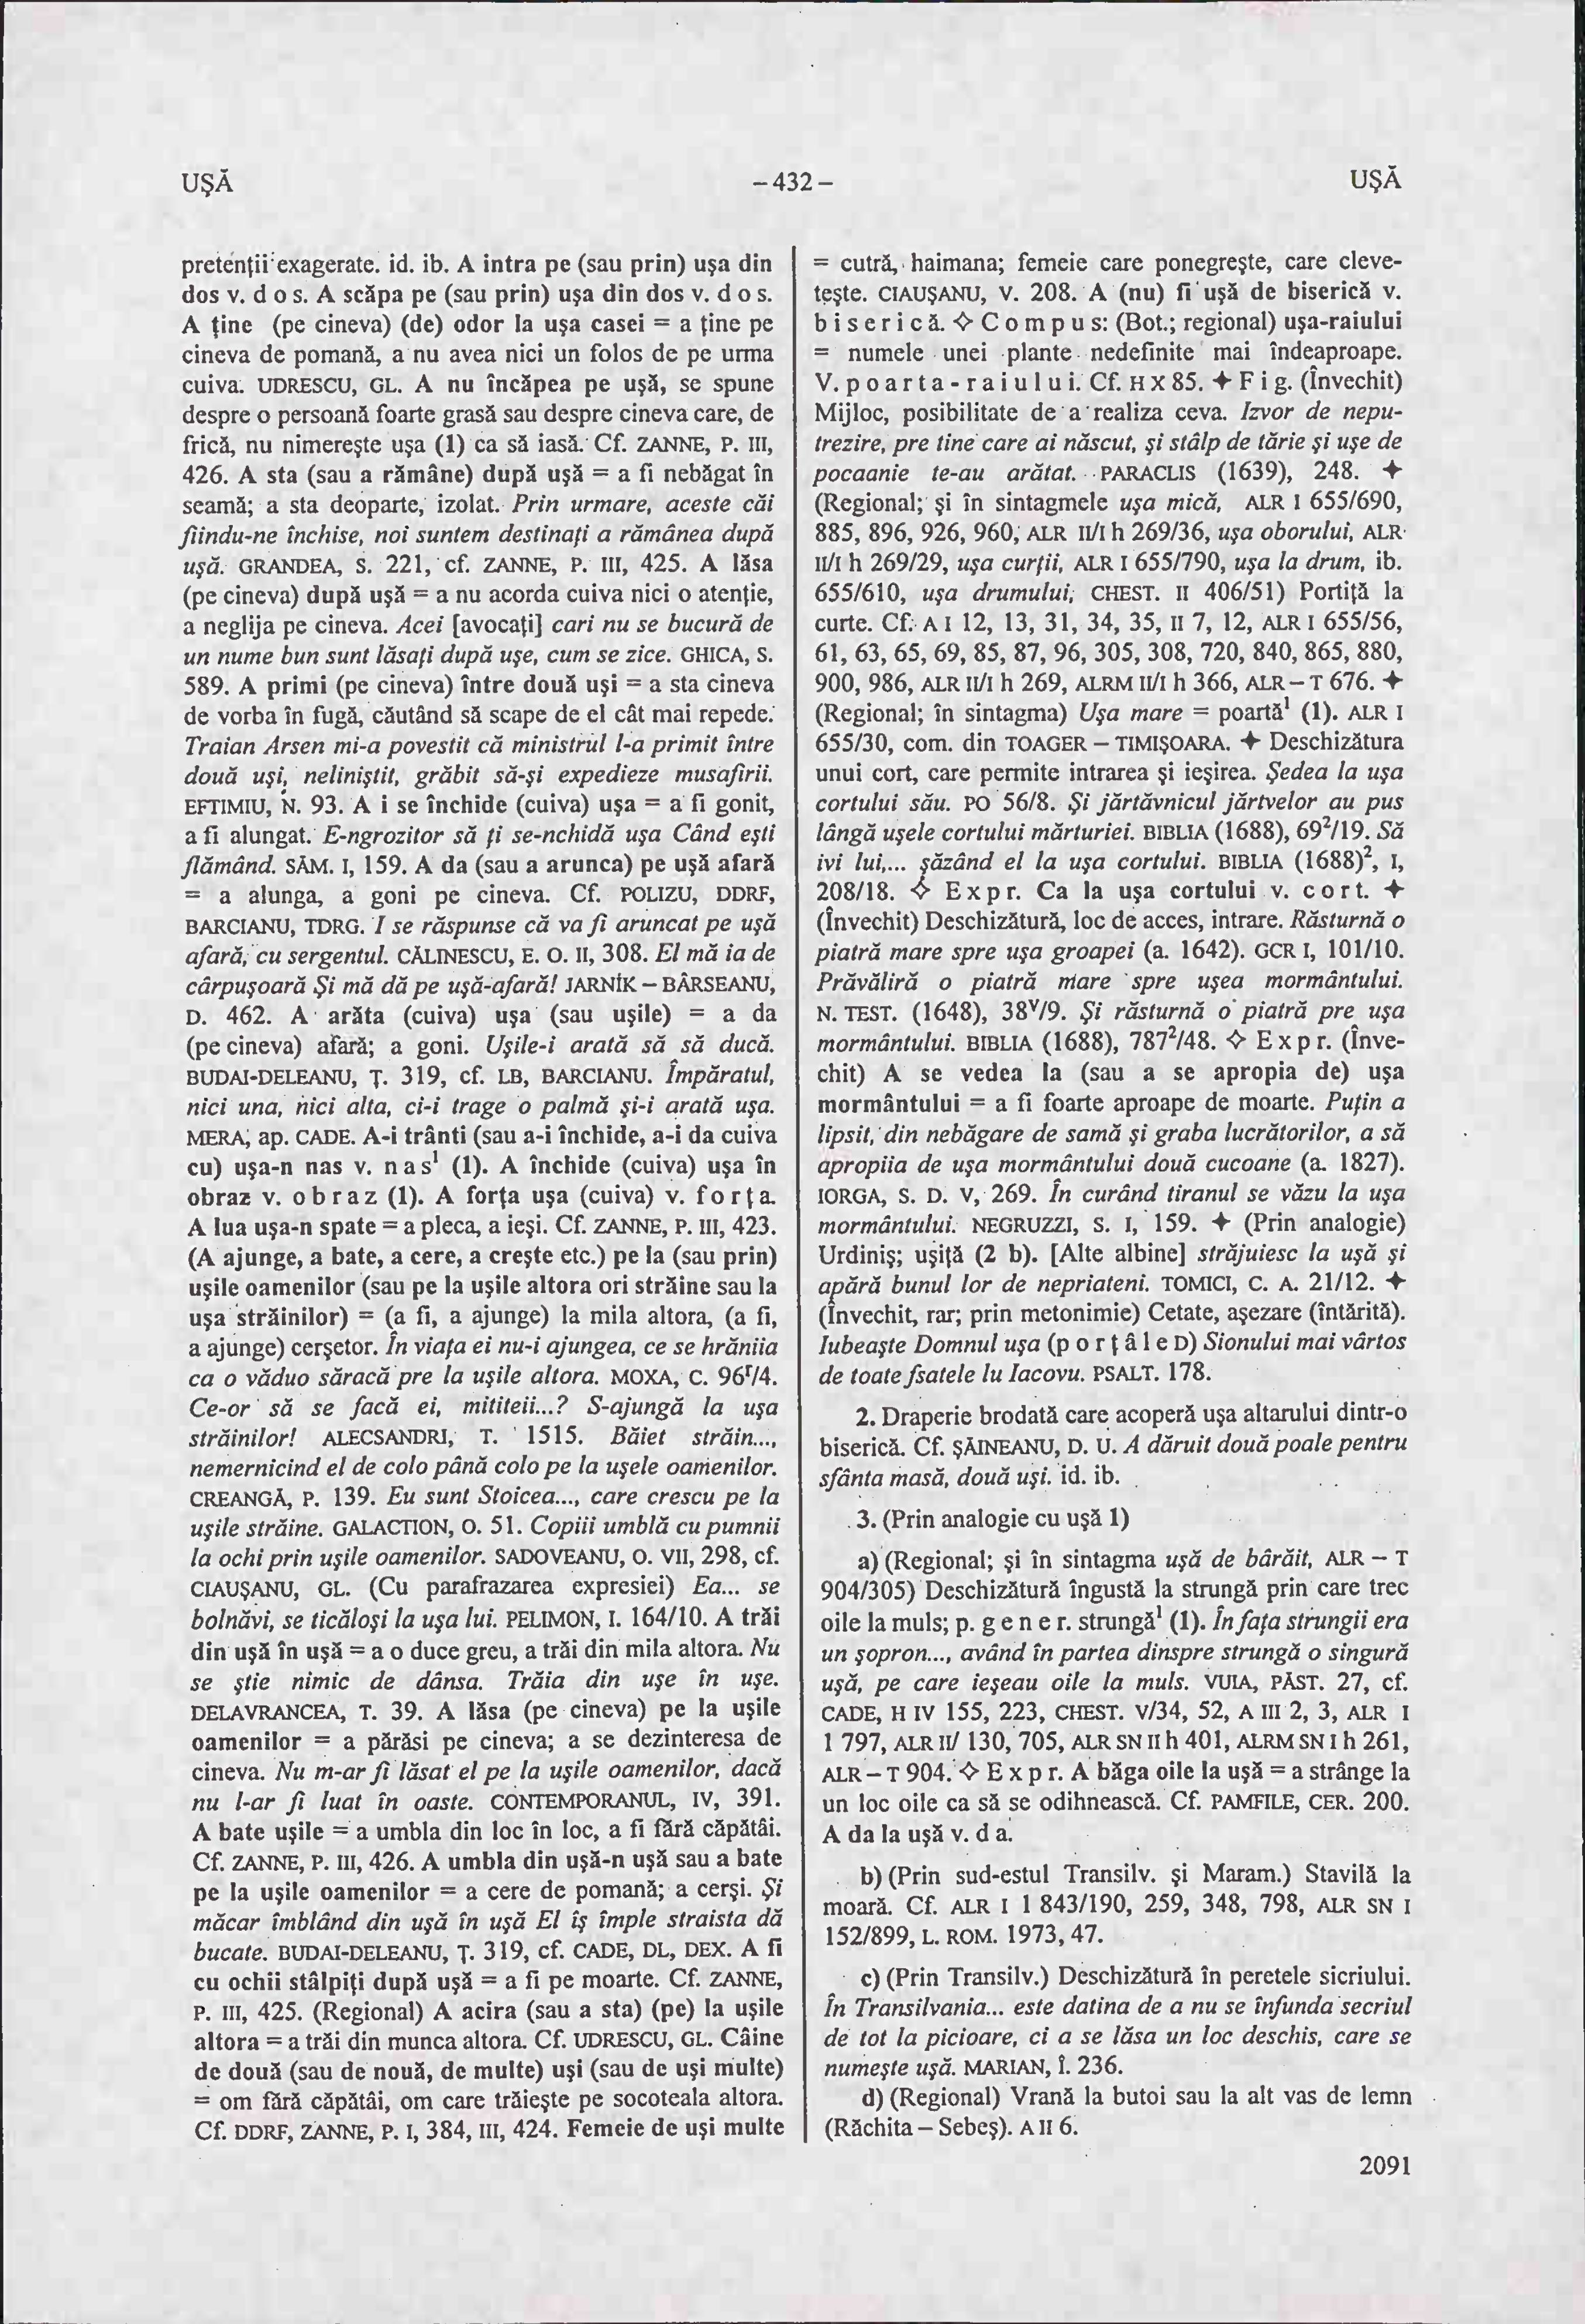 UŞĂ
– 432 –
UŞĂ
pretenţii exagerate. id. ib. A intra pe (sau prin) uşa din
dos v. d o s. A scăpa pe (sau prin) uşa din dos v. d o s.
A ţine (pe cineva) (de) odor la uşa casei = a ţine pe
cineva de pomană, a nu avea nici un folos de pe urma
cuiva. UDRESCU, GL. A nu încăpea pe uşă, se spune
despre o persoană foarte grasă sau despre cineva care, de
frică, nu nimereşte uşa (1) ca să iasă. Cf. ZANNE, P. III,
426. A sta (sau a rămâne) după uşă = a fi nebăgat în
seamă; a sta deoparte, izolat. Prin urmare, aceste căi
fiindu-ne închise, noi suntem destinaţi a rămânea după
uşă. GRANDEA, S. 221, cf. ZANNE, P. III, 425. A lăsa
(pe cineva) după uşă = a nu acorda cuiva nici o atenţie,
a neglija pe cineva. Acei [avocaţi] cari nu se bucură de
un nume bun sunt lăsaţi după uşe, cum se zice. GHICA, S.
589. A primi (pe cineva) între două uşi = a sta cineva
de vorba în fugă, căutând să scape de el cât mai repede.
Traian Arsen mi-a povestit că ministrul l-a primit între
două uşi, neliniştit, grăbit să-şi expedieze musafirii.
EFTIMIU, N. 93. A i se închide (cuiva) uşa = a fi gonit,
a fi alungat. E-ngrozitor să ţi se-nchidă uşa Când eşti
flămând. SĂM. I, 159. A da (sau a arunca) pe uşă afară
= a alunga, a goni pe cineva. Cf. POLIZU, DDRF,
BARCIANU, TDRG. I se răspunse că va fi aruncat pe uşă
afară, cu sergentul. CĂLINESCU, E. O. II, 308. El mă ia de
cârpuşoară Şi mă dă pe uşă-afară! JARNÍK – BÂRSEANU,
D. 462. A arăta (cuiva) uşa (sau uşile) = a da
(pe cineva) afară; a goni. Uşile-i arată să să ducă.
BUDAI-DELEANU, Ţ. 319, cf. LB, BARCIANU. Împăratul,
nici una, nici alta, ci-i trage o palmă şi-i arată uşa.
MERA, ap. CADE. A-i trânti (sau a-i închide, a-i da cuiva
cu) uşa-n nas v. n a s¹ (1). A închide (cuiva) uşa în
obraz v. o b r a z (1). A forţa uşa (cuiva) v. f o r ţ a.
A lua uşa-n spate = a pleca, a ieşi. Cf. ZANNE, P. III, 423.
(A ajunge, a bate, a cere, a creşte etc.) pe la (sau prin)
uşile oamenilor (sau pe la uşile altora ori străine sau la
uşa străinilor) = (a fi, a ajunge) la mila altora, (a fi,
a ajunge) cerşetor. În viaţa ei nu-i ajungea, ce se hrăniia
ca o văduo săracă pre la uşile altora. MOXA, C. 96ʳ/4.
Ce-or să se facă ei, mititeii...? S-ajungă la uşa
străinilor! ALECSANDRI, T. 1515. Băiet străin...,
nemernicind el de colo până colo pe la uşele oamenilor.
CREANGĂ, P. 139. Eu sunt Stoicea..., care crescu pe la
uşile străine. GALACTION, O. 51. Copiii umblă cu pumnii
la ochi prin uşile oamenilor. SADOVEANU, O. VII, 298, cf.
CIAUŞANU, GL. (Cu parafrazarea expresiei) Ea... se
bolnăvi, se ticăloşi la uşa lui. PELIMON, I. 164/10. A trăi
din uşă în uşă = a o duce greu, a trăi din mila altora. Nu
se ştie nimic de dânsa. Trăia din uşe în uşe.
DELAVRANCEA, T. 39. A lăsa (pe cineva) pe la uşile
oamenilor = a părăsi pe cineva; a se dezinteresa de
cineva. Nu m-ar fi lăsat el pe la uşile oamenilor, dacă
nu l-ar fi luat în oaste. CONTEMPORANUL, IV, 391.
A bate uşile = a umbla din loc în loc, a fi fără căpătâi.
Cf. ZANNE, P. III, 426. A umbla din uşă-n uşă sau a bate
pe la uşile oamenilor = a cere de pomană; a cerşi. Şi
măcar îmblând din uşă în uşă El îş împle straista dă
bucate. BUDAI-DELEANU, Ţ. 319, cf. CADE, DL, DEX. A fi
cu ochii stâlpiţi după uşă = a fi pe moarte. Cf. ZANNE,
P. III, 425. (Regional) A acira (sau a sta) (pe) la uşile
altora = a trăi din munca altora. Cf. UDRESCU, GL. Câine
de două (sau de nouă, de multe) uşi (sau de uşi multe)
= om fără căpătâi, om care trăieşte pe socoteala altora.
Cf. DDRF, ZANNE, P. I, 384, III, 424. Femeie de uşi multe
= cutră, haimana; femeie care ponegreşte, care cleve-
teşte. CIAUŞANU, V. 208. A (nu) fi uşă de biserică v.
b i s e r i c ă. ◇ C o m p u s: (Bot.; regional) uşa-raiului
= numele unei plante nedefinite mai îndeaproape.
V. p o a r t a - r a i u l u i. Cf. H X 85. ✦ F i g. (Învechit)
Mijloc, posibilitate de a realiza ceva. Izvor de nepu-
trezire, pre tine care ai născut, şi stâlp de tărie şi uşe de
pocaanie te-au arătat. PARACLIS (1639), 248. ✦
(Regional; şi în sintagmele uşa mică, ALR I 655/690,
885, 896, 926, 960, ALR II/I h 269/36, uşa oborului, ALR
II/I h 269/29, uşa curţii, ALR I 655/790, uşa la drum, ib.
655/610, uşa drumului, CHEST. II 406/51) Portiţă la
curte. Cf. A I 12, 13, 31, 34, 35, II 7, 12, ALR I 655/56,
61, 63, 65, 69, 85, 87, 96, 305, 308, 720, 840, 865, 880,
900, 986, ALR II/I h 269, ALRM II/I h 366, ALR – T 676. ✦
(Regional; în sintagma) Uşa mare = poartă¹ (1). ALR I
655/30, com. din TOAGER – TIMIŞOARA. ✦ Deschizătura
unui cort, care permite intrarea şi ieşirea. Şedea la uşa
cortului său. PO 56/8. Şi jărtăvnicul jărtvelor au pus
lângă uşele cortului mărturiei. BIBLIA (1688), 69²/19. Să
ivi lui,... şăzând el la uşa cortului. BIBLIA (1688)², I,
208/18. ◇ E x p r. Ca la uşa cortului v. c o r t. ✦
(Învechit) Deschizătură, loc de acces, intrare. Răsturnă o
piatră mare spre uşa groapei (a. 1642). GCR I, 101/10.
Prăvăliră o piatră mare spre uşea mormântului.
N. TEST. (1648), 38ᵛ/9. Şi răsturnă o piatră pre uşa
mormântului. BIBLIA (1688), 787²/48. ◇ E x p r. (Înve-
chit) A se vedea la (sau a se apropia de) uşa
mormântului = a fi foarte aproape de moarte. Puţin a
lipsit, din nebăgare de samă şi graba lucrătorilor, a să
apropiia de uşa mormântului două cucoane (a. 1827).
IORGA, S. D. V, 269. În curând tiranul se văzu la uşa
mormântului. NEGRUZZI, S. I, 159. ✦ (Prin analogie)
Urdiniş; uşiţă (2 b). [Alte albine] străjuiesc la uşă şi
apără bunul lor de nepriateni. TOMICI, C. A. 21/12. ✦
(Învechit, rar; prin metonimie) Cetate, aşezare (întărită).
Iubeaşte Domnul uşa (p o r ţ â l e D) Sionului mai vârtos
de toate fsatele lu Iacovu. PSALT. 178.
2. Draperie brodată care acoperă uşa altarului dintr-o
biserică. Cf. ŞĂINEANU, D. U. A dăruit două poale pentru
sfânta masă, două uşi. id. ib.
3. (Prin analogie cu uşă 1)
a) (Regional; şi în sintagma uşă de bârăit, ALR – T
904/305) Deschizătură îngustă la strungă prin care trec
oile la muls; p. g e n e r. strungă¹ (1). În faţa strungii era
un şopron..., având în partea dinspre strungă o singură
uşă, pe care ieşeau oile la muls. VUIA, PĂST. 27, cf.
CADE, H IV 155, 223, CHEST. V/34, 52, A III 2, 3, ALR I
1 797, ALR II/ 130, 705, ALR SN II h 401, ALRM SN I h 261,
ALR – T 904. ◇ E x p r. A băga oile la uşă = a strânge la
un loc oile ca să se odihnească. Cf. PAMFILE, CER. 200.
A da la uşă v. d a.
b) (Prin sud-estul Transilv. şi Maram.) Stavilă la
moară. Cf. ALR I 1 843/190, 259, 348, 798, ALR SN I
152/899, L. ROM. 1973, 47.
c) (Prin Transilv.) Deschizătură în peretele sicriului.
În Transilvania... este datina de a nu se înfunda secriul
de tot la picioare, ci a se lăsa un loc deschis, care se
numeşte uşă. MARIAN, Î. 236.
d) (Regional) Vrană la butoi sau la alt vas de lemn
(Răchita – Sebeş). A II 6.
2091